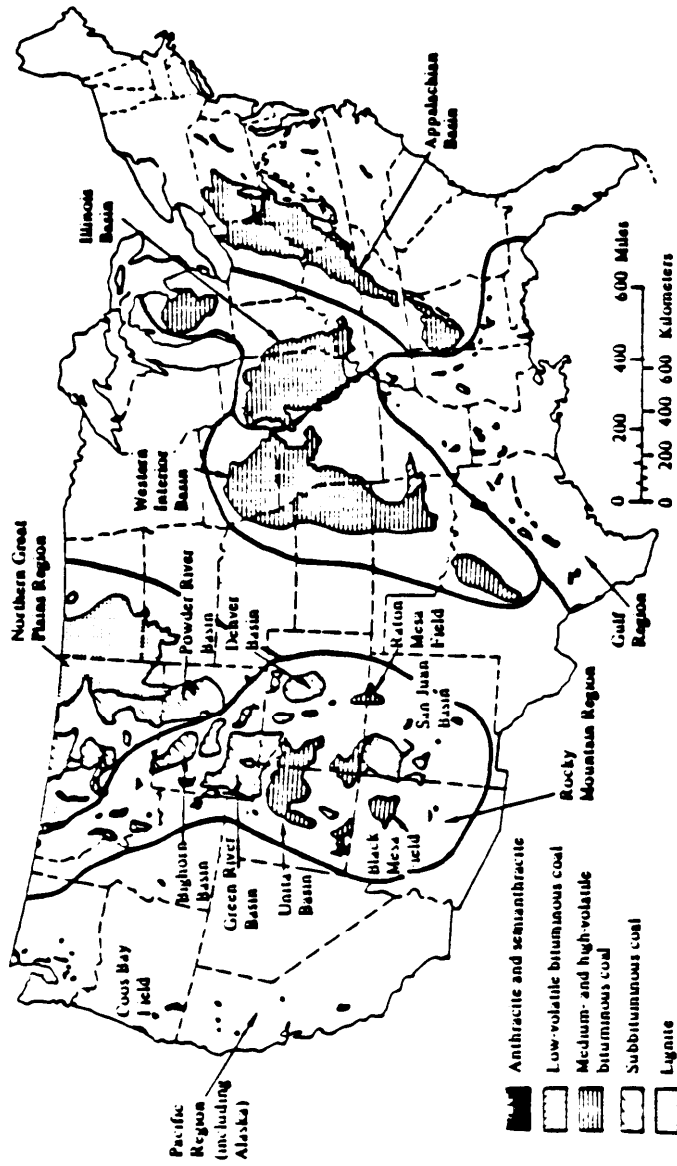 Northern Great
Plains Region
Powder River
Basin
Denver
Basin
Western
Interior
Basin
Illinois
Basin
Appalachian
Basin
Pacific
Region
(including
Alaska)
Coos Bay
Field
Bighorn
Basin
Green River
Basin
Uinta
Basin
Black
Mesa
Field
San Juan
Basin
Raton
Mesa
Field
Rocky
Mountain Region
Gulf
Region
0 200 400 600 Miles
0 200 400 600 Kilometers
Anthracite and semianthracite
Low-volatile bituminous coal
Medium- and high-volatile
bituminous coal
Subbituminous coal
Lignite